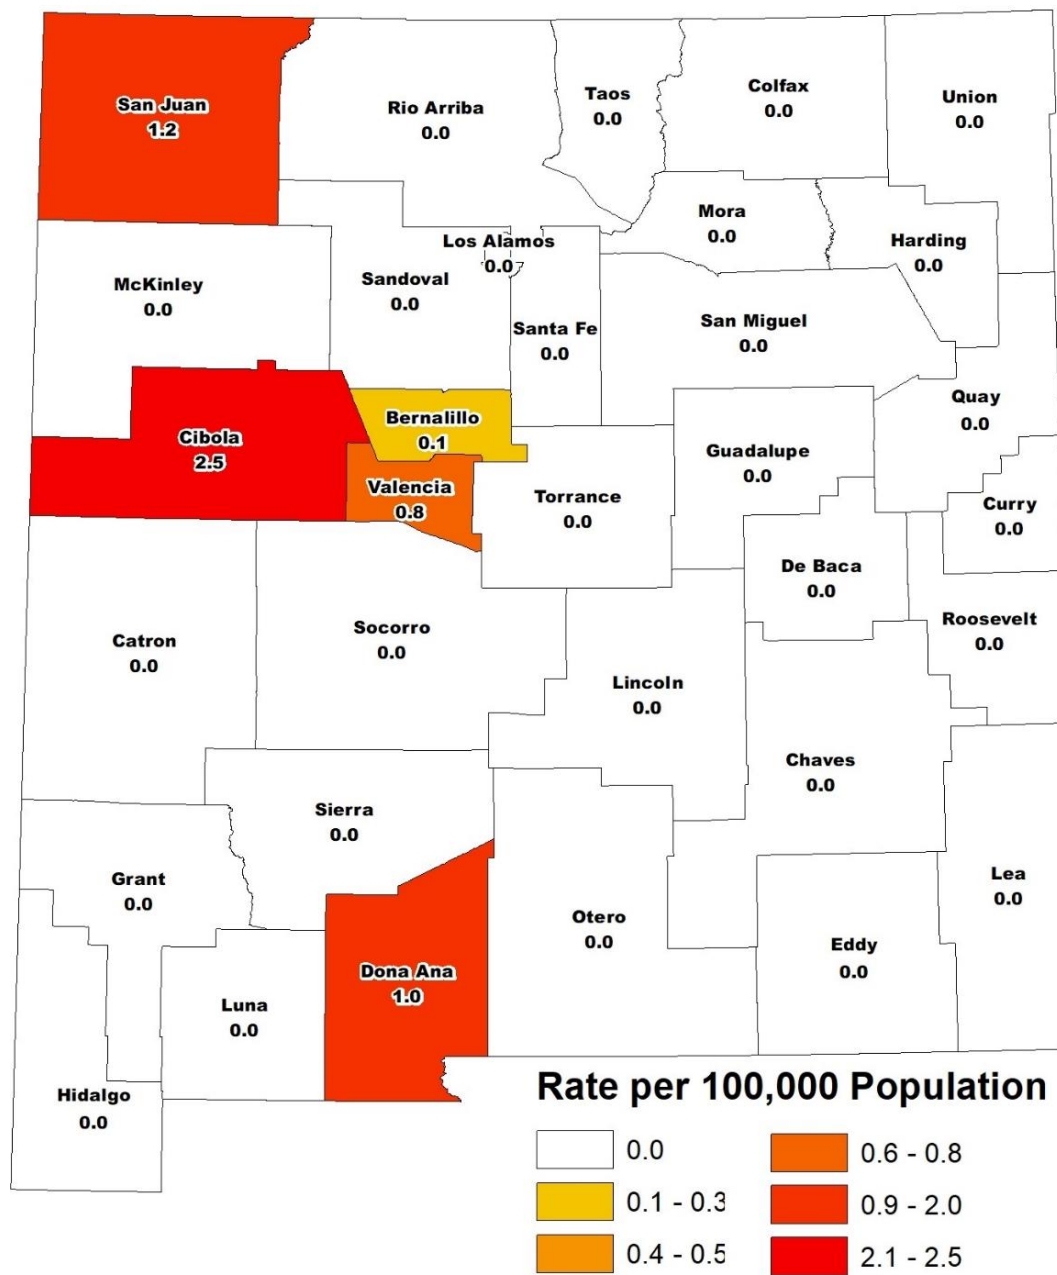 San Juan
1.2
Rio Arriba
0.0
Taos
0.0
Colfax
0.0
Union
0.0
Mora
0.0
Harding
0.0
Los Alamos
0.0
McKinley
0.0
Sandoval
0.0
Santa Fe
0.0
San Miguel
0.0
Quay
0.0
Cibola
2.5
Bernalillo
0.1
Valencia
0.8
Torrance
0.0
Guadalupe
0.0
Curry
0.0
De Baca
0.0
Roosevelt
0.0
Catron
0.0
Socorro
0.0
Lincoln
0.0
Chaves
0.0
Sierra
0.0
Grant
0.0
Lea
0.0
Otero
0.0
Eddy
0.0
Dona Ana
1.0
Luna
0.0
Hidalgo
0.0
Rate per 100,000 Population
0.0
0.1 - 0.3
0.4 - 0.5
0.6 - 0.8
0.9 - 2.0
2.1 - 2.5